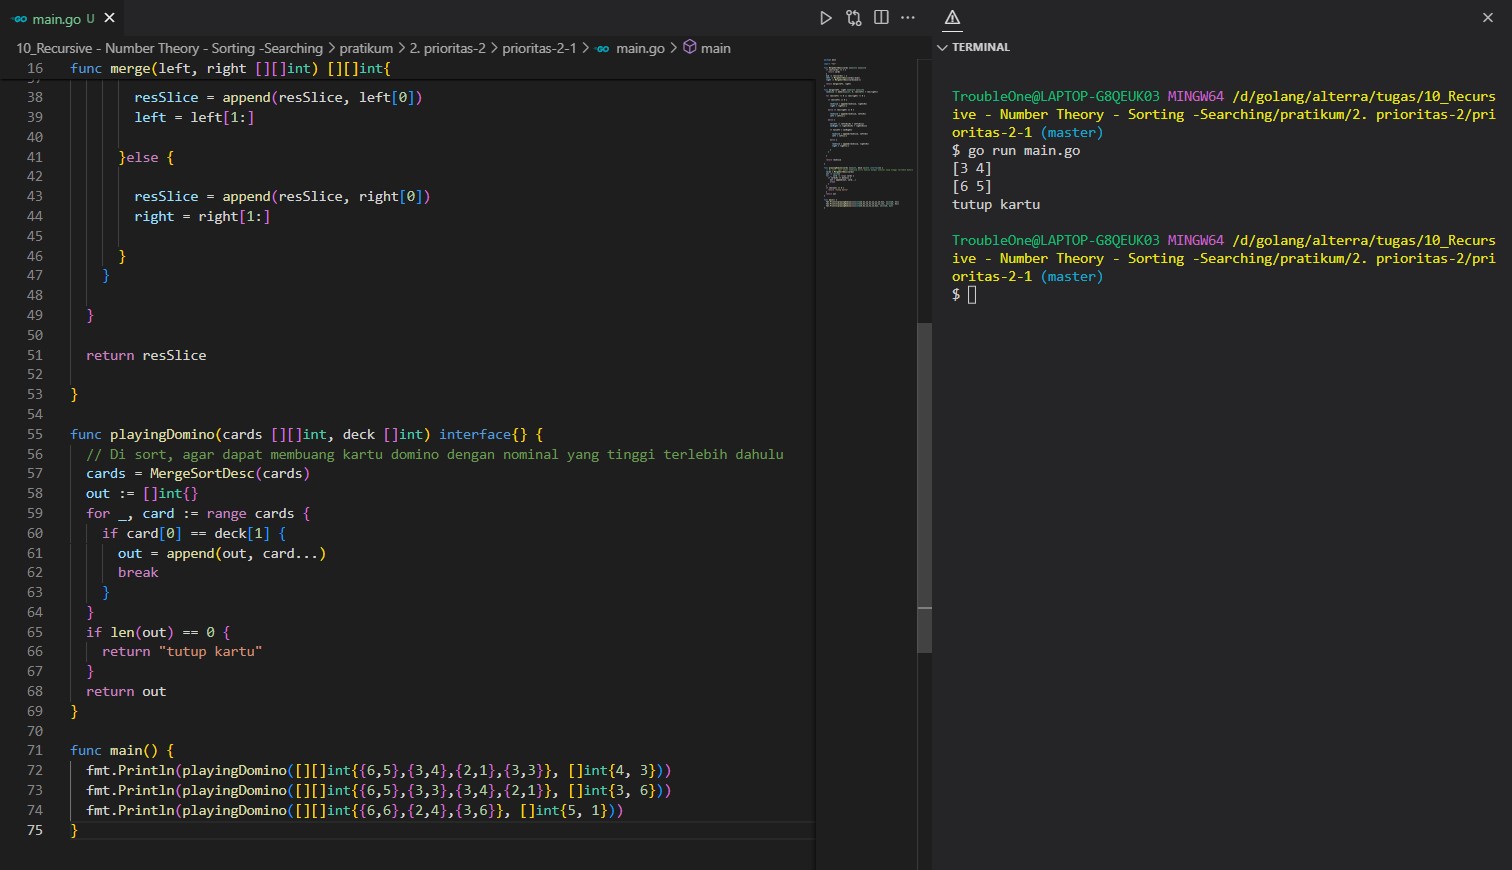 main.go U
10_Recursive - Number Theory - Sorting -Searching > pratikum > 2. prioritas-2 > prioritas-2-1 > main.go > main
16 func merge(left, right [][]int) [][]int{
38 resSlice = append(resSlice, left[0])
39 left = left[1:]
40
41 }else {
42
43 resSlice = append(resSlice, right[0])
44 right = right[1:]
45
46 }
47 }
48
49 }
50
51 return resSlice
52
53 }
54
55 func playingDomino(cards [][]int, deck []int) interface{} {
56 // Di sort, agar dapat membuang kartu domino dengan nominal yang tinggi terlebih dahulu
57 cards = MergeSortDesc(cards)
58 out := []int{}
59 for _, card := range cards {
60 if card[0] == deck[1] {
61 out = append(out, card...)
62 break
63 }
64 }
65 if len(out) == 0 {
66 return "tutup kartu"
67 }
68 return out
69 }
70
71 func main() {
72 fmt.Println(playingDomino([][]int{{6,5},{3,4},{2,1},{3,3}}, []int{4, 3}))
73 fmt.Println(playingDomino([][]int{{6,5},{3,3},{3,4},{2,1}}, []int{3, 6}))
74 fmt.Println(playingDomino([][]int{{6,6},{2,4},{3,6}}, []int{5, 1}))
75 }
TERMINAL
TroubleOne@LAPTOP-G8QEUK03 MINGW64 /d/golang/alterra/tugas/10_Recurs
ive - Number Theory - Sorting -Searching/pratikum/2. prioritas-2/pri
oritas-2-1 (master)
$ go run main.go
[3 4]
[6 5]
tutup kartu
TroubleOne@LAPTOP-G8QEUK03 MINGW64 /d/golang/alterra/tugas/10_Recurs
ive - Number Theory - Sorting -Searching/pratikum/2. prioritas-2/pri
oritas-2-1 (master)
$